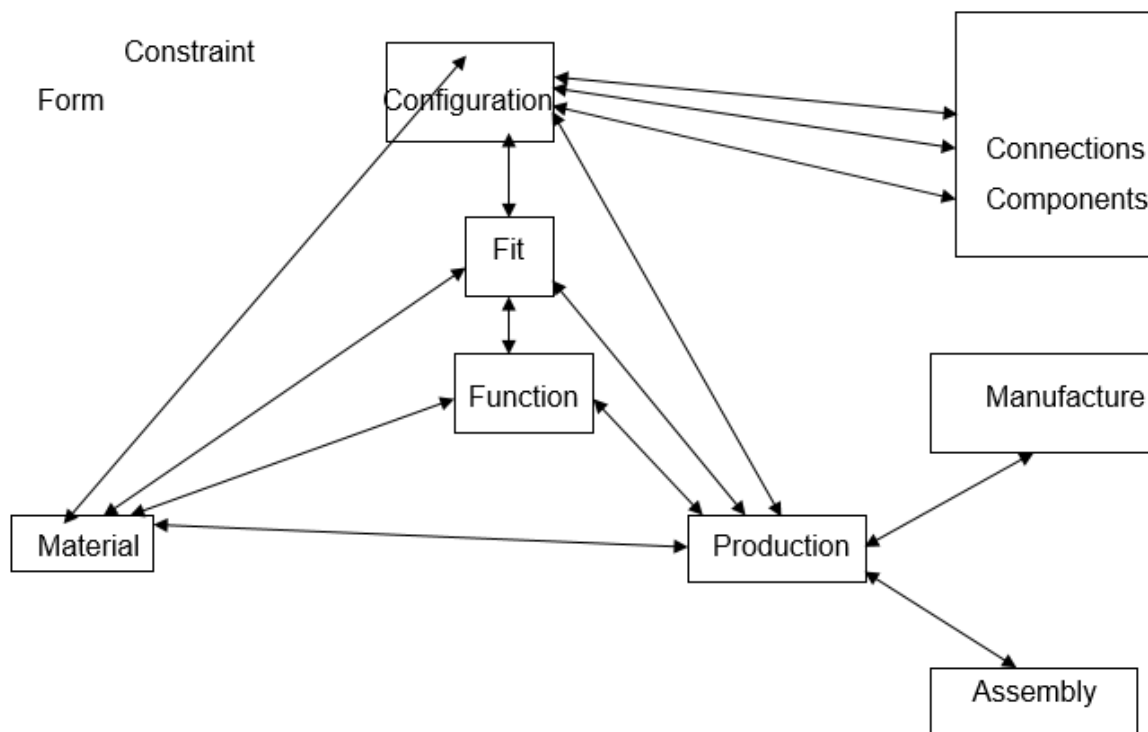 Constraint
Form
Configuration
Connections
Components
Fit
Function
Manufacture
Material
Production
Assembly